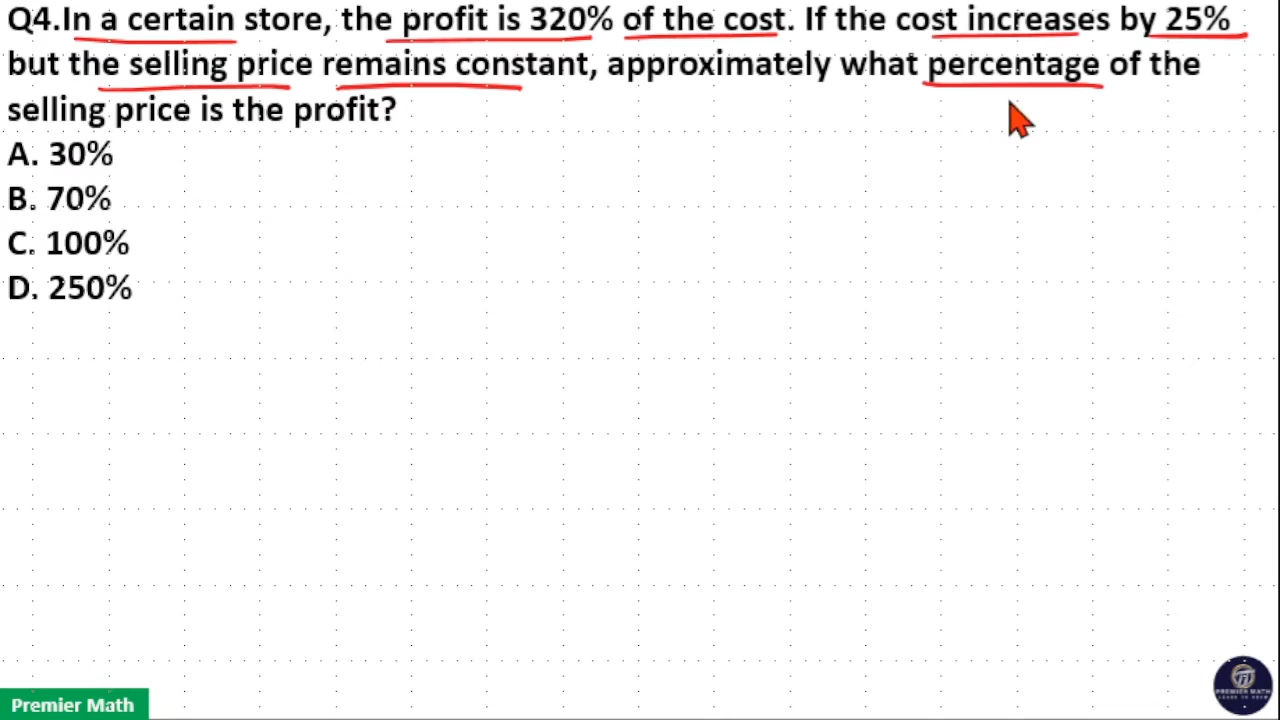 Q4.In a certain store, the profit is 320% of the cost. If the cost increases by 25%
but the selling price remains constant, approximately what percentage of the
selling price is the profit?
A. 30%
B. 70%
C. 100%
D. 250%
Premier Math
PREMIER MATH